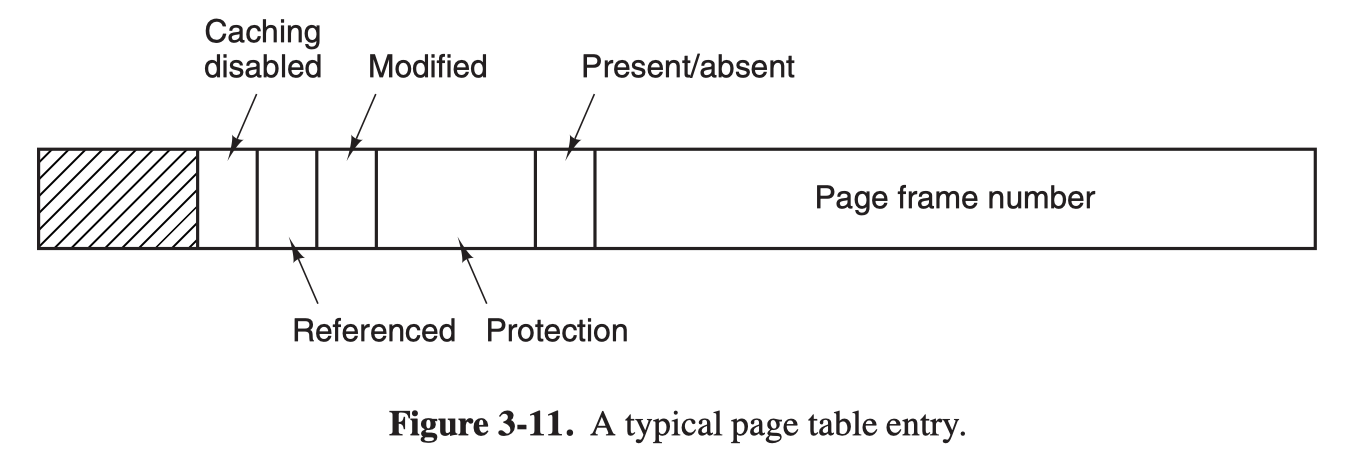 Caching
disabled
Modified
Present/absent
Page frame number
Referenced
Protection
Figure 3-11. A typical page table entry.